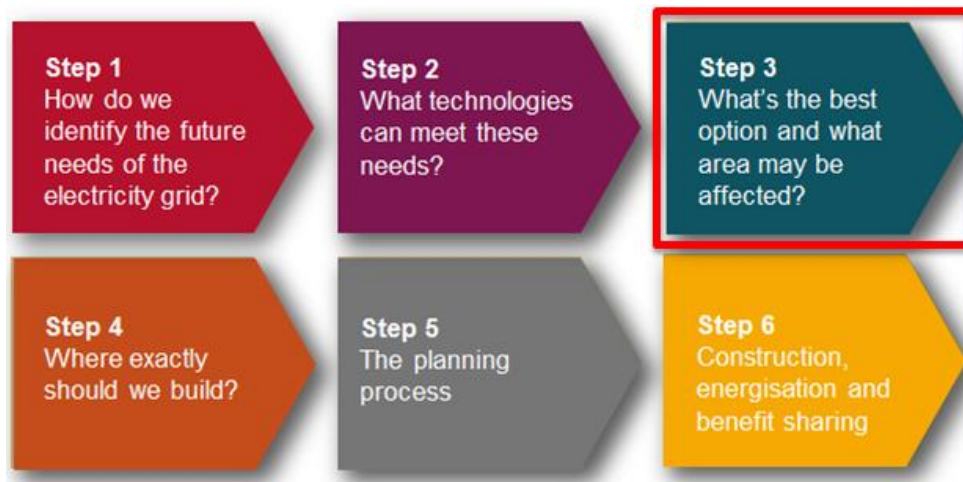 Step 1
How do we
identify the future
needs of the
electricity grid?
Step 2
What technologies
can meet these
needs?
Step 3
What's the best
option and what
area may be
affected?
Step 4
Where exactly
should we build?
Step 5
The planning
process
Step 6
Construction,
energisation and
benefit sharing